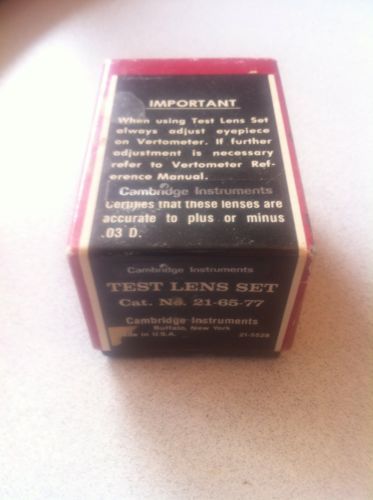 IMPORTANT
When using Test Lens Set
always adjust eyepiece
on Vertometer. If further
adjustment is necessary
refer to Vertometer Ref-
erence Manual.
Cambridge Instruments
Certifies that these lenses are
accurate to plus or minus
.03 D.
Cambridge Instruments
TEST LENS SET
Cat. No. 21-65-77
Cambridge Instruments
Buffalo, New York
in U.S.A.
21-5528